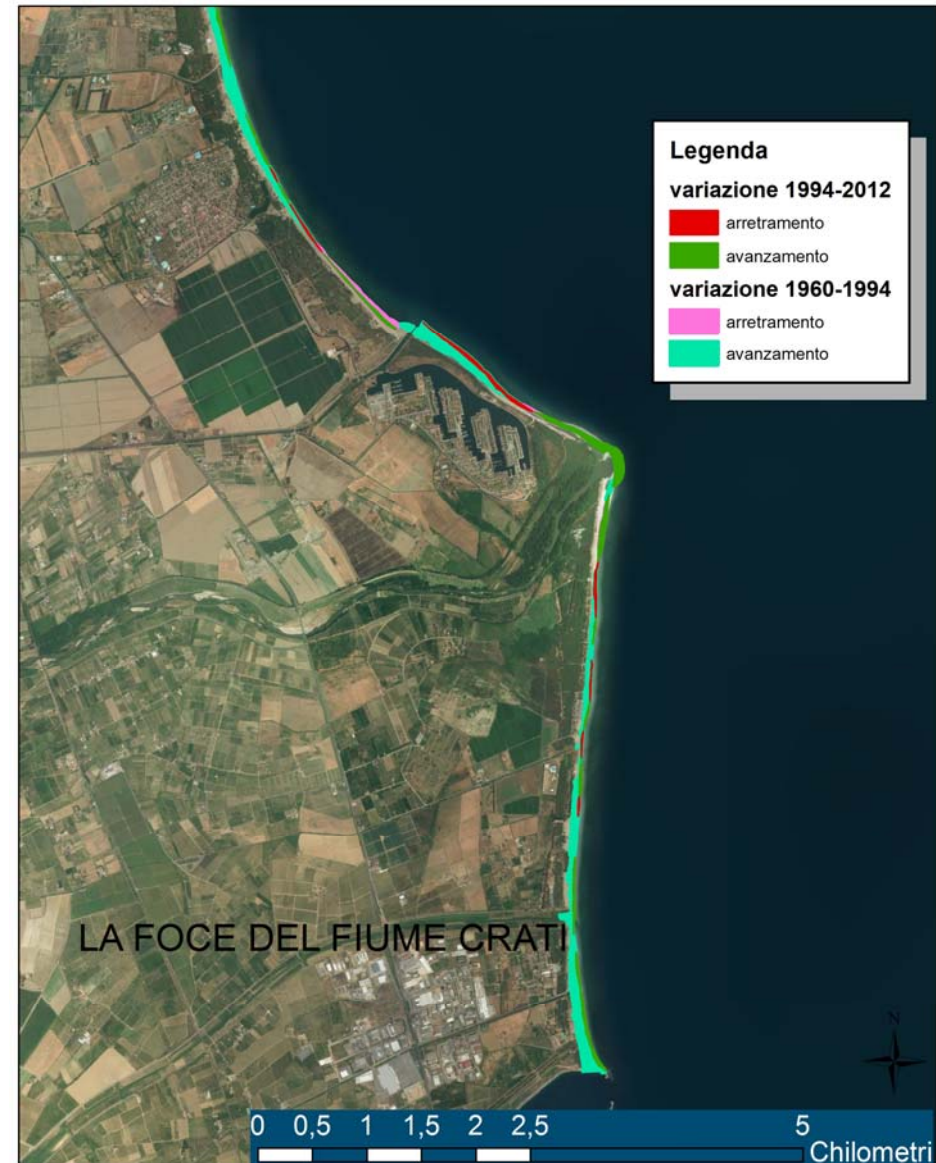 Legenda
variazione 1994-2012
arretramento
avanzamento
variazione 1960-1994
arretramento
avanzamento
LA FOCE DEL FIUME CRATI
N
0 0,5 1 1,5 2 2,5 5
Chilometri